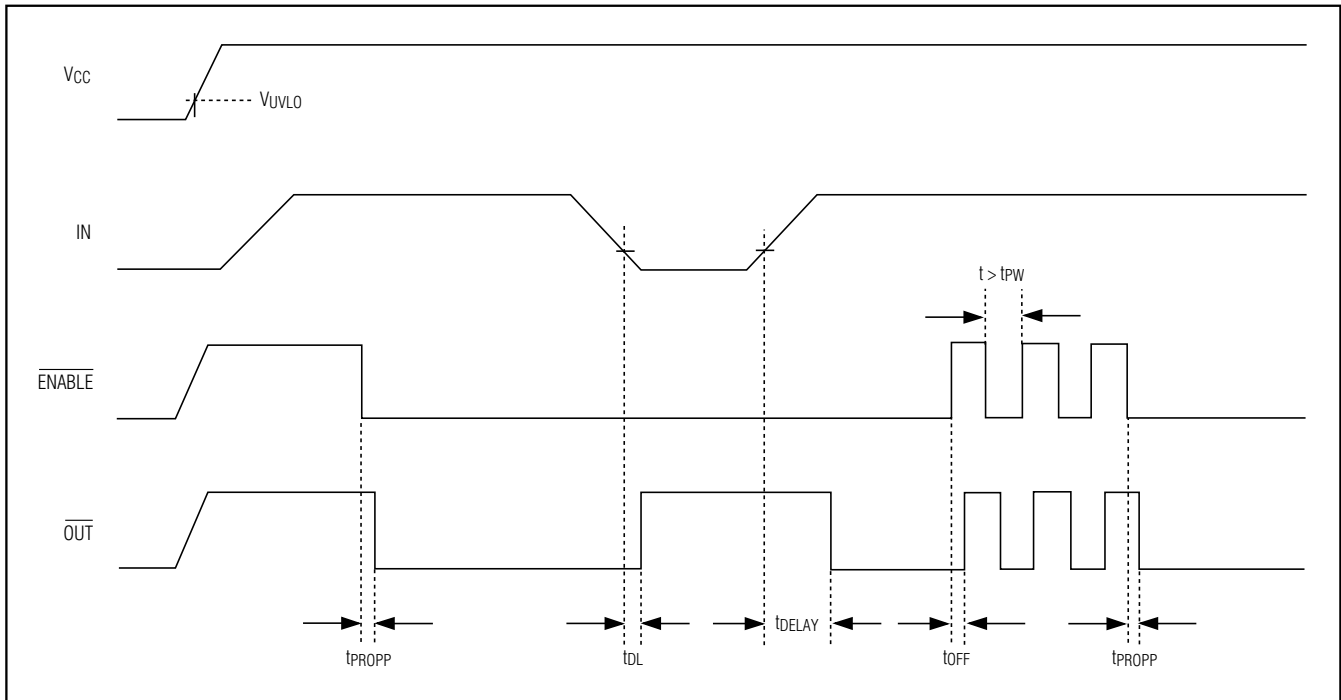 VCC
VUVLO
IN
t > tPW
ENABLE
OUT
tDELAY
tPROPP
tDL
tOFF
tPROPP